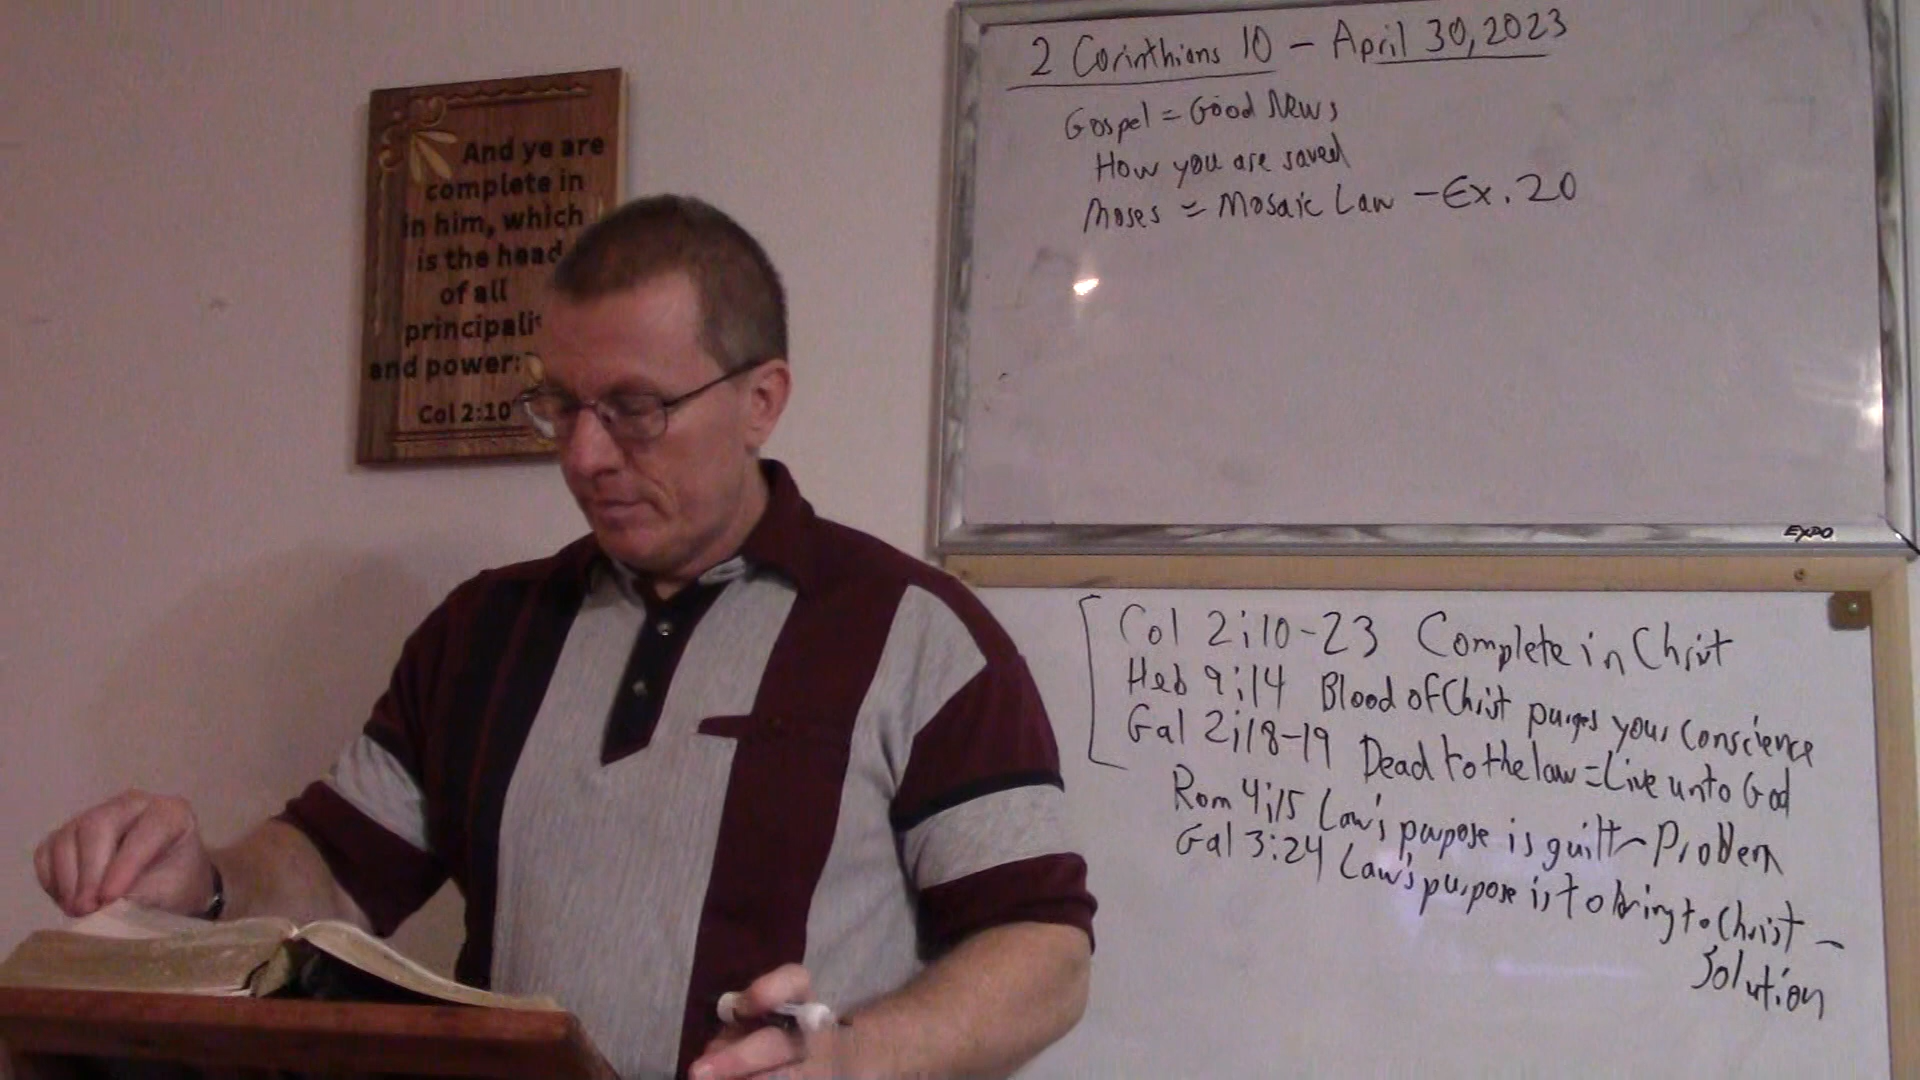 And ye are
complete in
in him, which
is the head
of all
principali
and power:
Col 2:10
2 Corinthians 10 - April 30, 2023
Gospel = Good News
How you are saved
Moses = Mosaic Law - Ex. 20
EXPO
Col 2:10-23 Complete in Christ
Heb 9:14 Blood of Christ purges your conscience
Gal 2:18-19 Dead to the law = Live unto God
Rom 4:15 Law's purpose is guilt - Problem
Gal 3:24 Law's purpose is to bring to Christ -
Solution